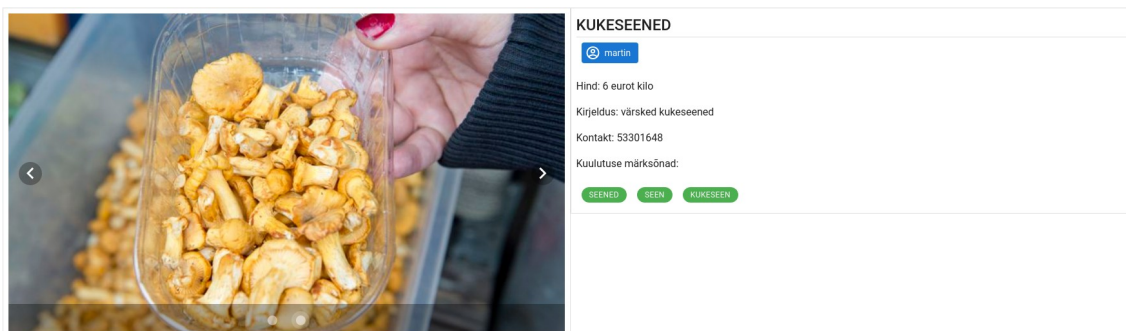 KUKESEENED
martin
Hind: 6 eurot kilo
Kirjeldus: värsked kukeseened
Kontakt: 53301648
Kuulutuse märksõnad:
SEENED SEEN KUKESEEN